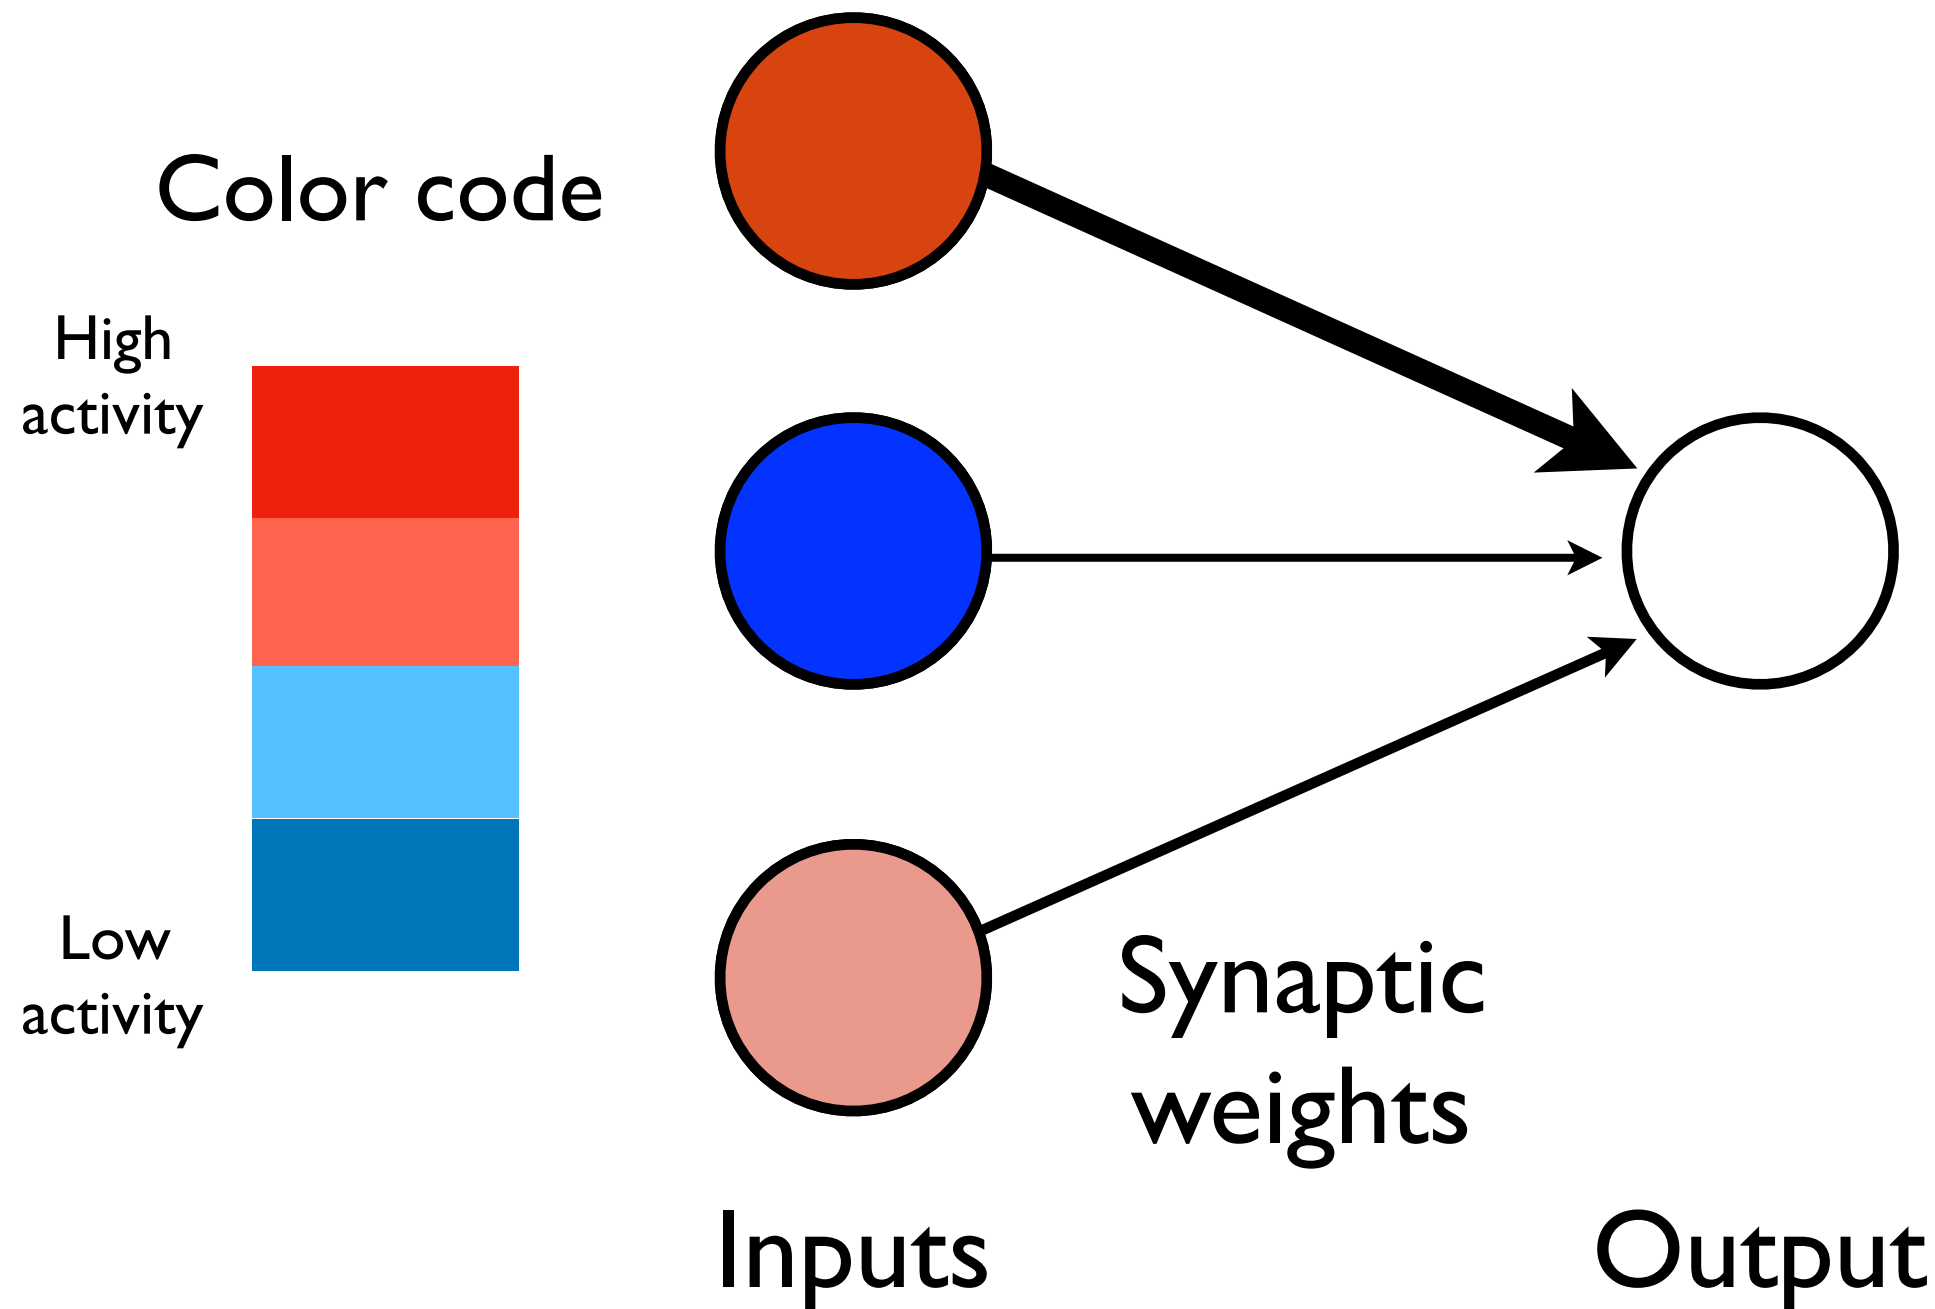 Color code
High
activity
Low
activity
Synaptic
weights
Inputs
Output